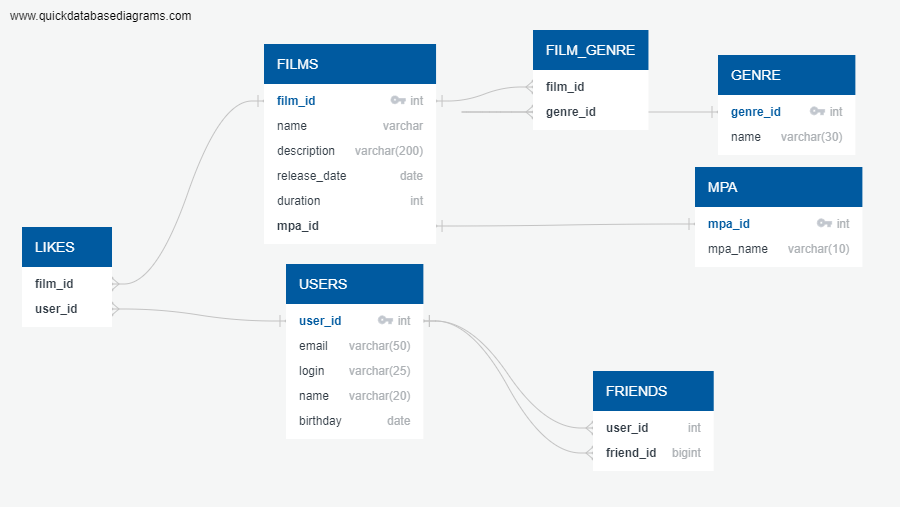 www.quickdatabasediagrams.com
FILMS
film_id int
name varchar
description varchar(200)
release_date date
duration int
mpa_id
FILM_GENRE
film_id
genre_id
GENRE
genre_id int
name varchar(30)
MPA
mpa_id int
mpa_name varchar(10)
LIKES
film_id
user_id
USERS
user_id int
email varchar(50)
login varchar(25)
name varchar(20)
birthday date
FRIENDS
user_id int
friend_id bigint